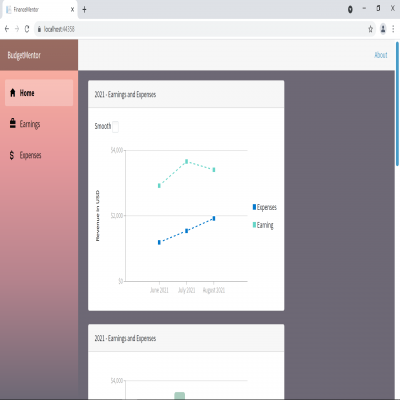 FinanceMentor
localhost:44358
BudgetMentor
About
Home
Earnings
Expenses
2021 - Earnings and Expenses
Smooth
$4,000
$2,000
$0
Revenue in USD
June 2021
July 2021
August 2021
Expenses
Earning
2021 - Earnings and Expenses
$4,000